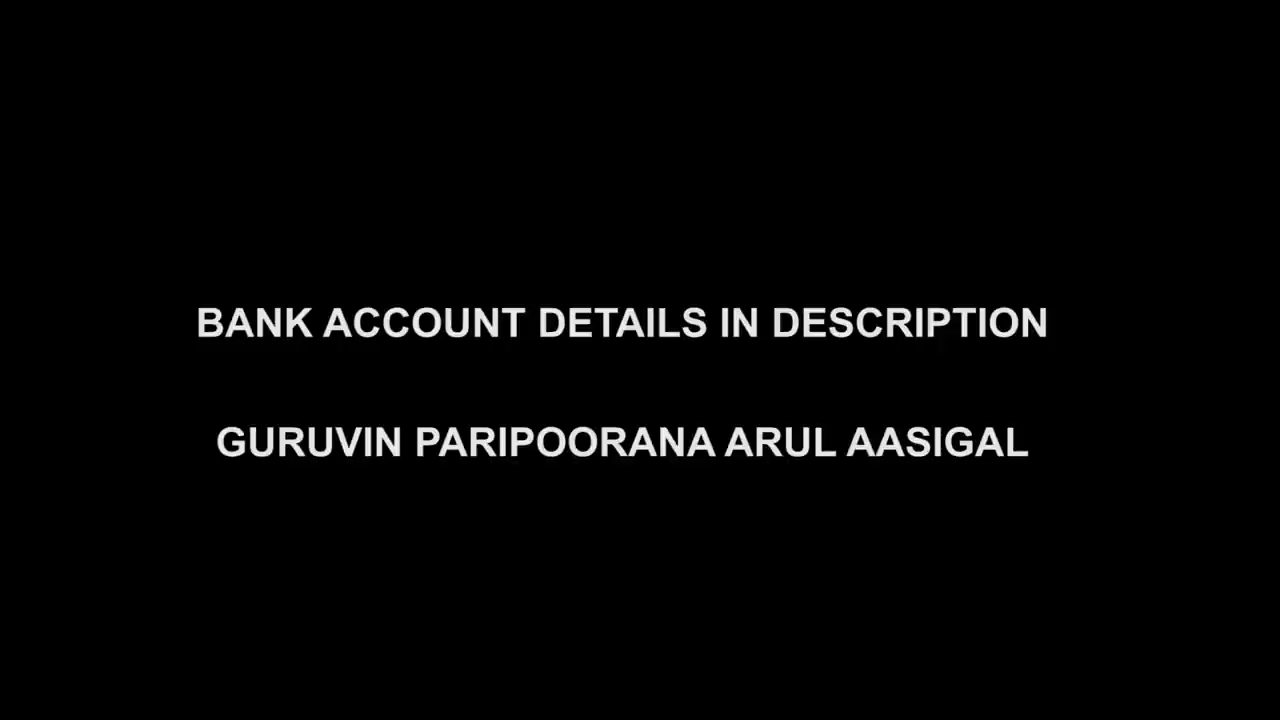 BANK ACCOUNT DETAILS IN DESCRIPTION
GURUVIN PARIPOORANA ARUL AASIGAL